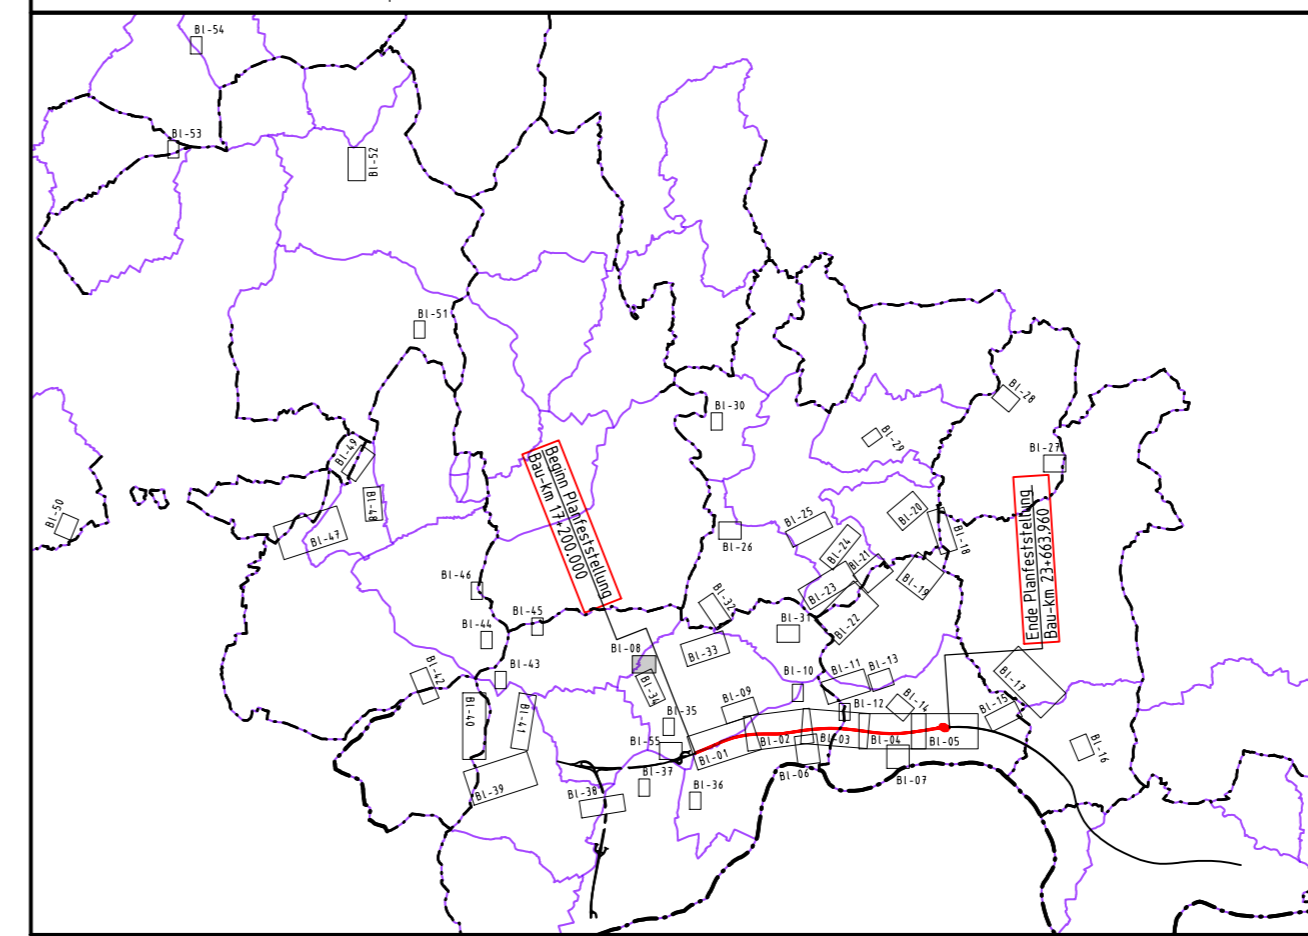 Bl-54
Bl-53
Bl-52
Bl-51
Bl-30
Bl-28
Bl-29
Bl-27
Bl-49
Bl-48
Bl-50
Bl-47
Beginn Planfeststellung
Bau-km 17+200.000
Ende Planfeststellung
Bau-km 23+663.960
Bl-26
Bl-25
Bl-24
Bl-20
Bl-18
Bl-21
Bl-19
Bl-23
Bl-22
Bl-46
Bl-45
Bl-44
Bl-43
Bl-42
Bl-32
Bl-31
Bl-33
Bl-08
Bl-34
Bl-10
Bl-11
Bl-13
Bl-12
Bl-14
Bl-17
Bl-15
Bl-16
Bl-09
Bl-35
Bl-55
Bl-40
Bl-41
Bl-01
Bl-02
Bl-03
Bl-04
Bl-05
Bl-06
Bl-07
Bl-37
Bl-36
Bl-38
Bl-39